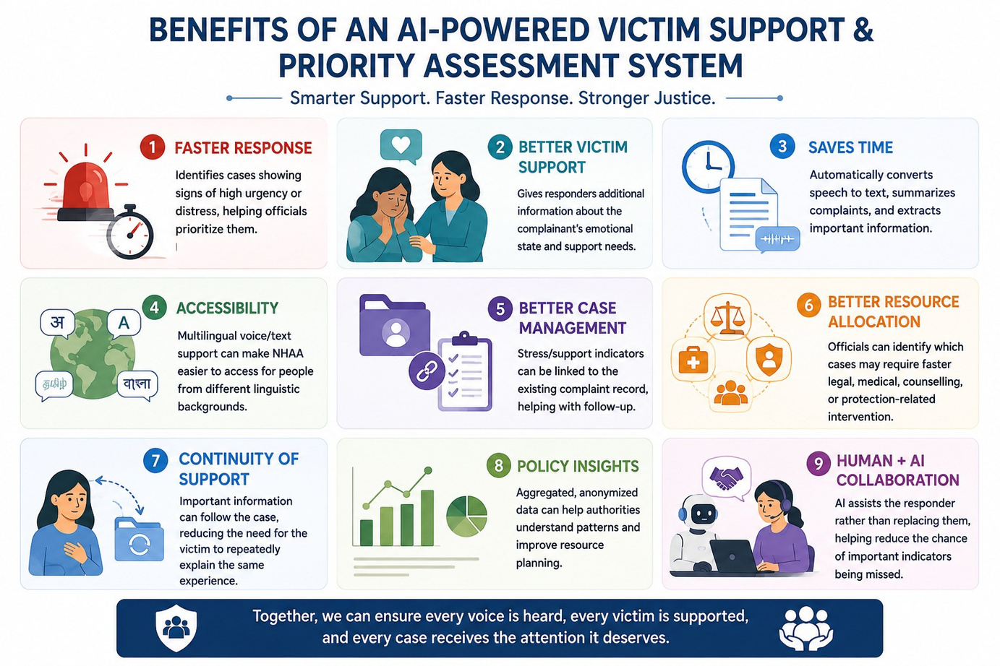 BENEFITS OF AN AI-POWERED VICTIM SUPPORT &
PRIORITY ASSESSMENT SYSTEM
Smarter Support. Faster Response. Stronger Justice.
1 FASTER RESPONSE
Identifies cases showing
signs of high urgency or
distress, helping officials
prioritize them.
2 BETTER VICTIM
SUPPORT
Gives responders additional
information about the
complainant's emotional
state and support needs.
3 SAVES TIME
Automatically converts
speech to text, summarizes
complaints, and extracts
important information.
अ
A
4 ACCESSIBILITY
Multilingual voice/text
support can make NHAA
easier to access for people
from different linguistic
backgrounds.
5 BETTER CASE
MANAGEMENT
Stress/support indicators
can be linked to the
existing complaint record,
helping with follow-up.
6 BETTER RESOURCE
ALLOCATION
Officials can identify which
cases may require faster
legal, medical, counselling,
or protection-related
intervention.
7 CONTINUITY OF
SUPPORT
Important information
can follow the case,
reducing the need for the
victim to repeatedly
explain the same
experience.
8 POLICY INSIGHTS
Aggregated, anonymized
data can help authorities
understand patterns and
improve resource
planning.
9 HUMAN + AI
COLLABORATION
AI assists the responder
rather than replacing them,
helping reduce the chance
of important indicators
being missed.
Together, we can ensure every voice is heard, every victim is supported,
and every case receives the attention it deserves.